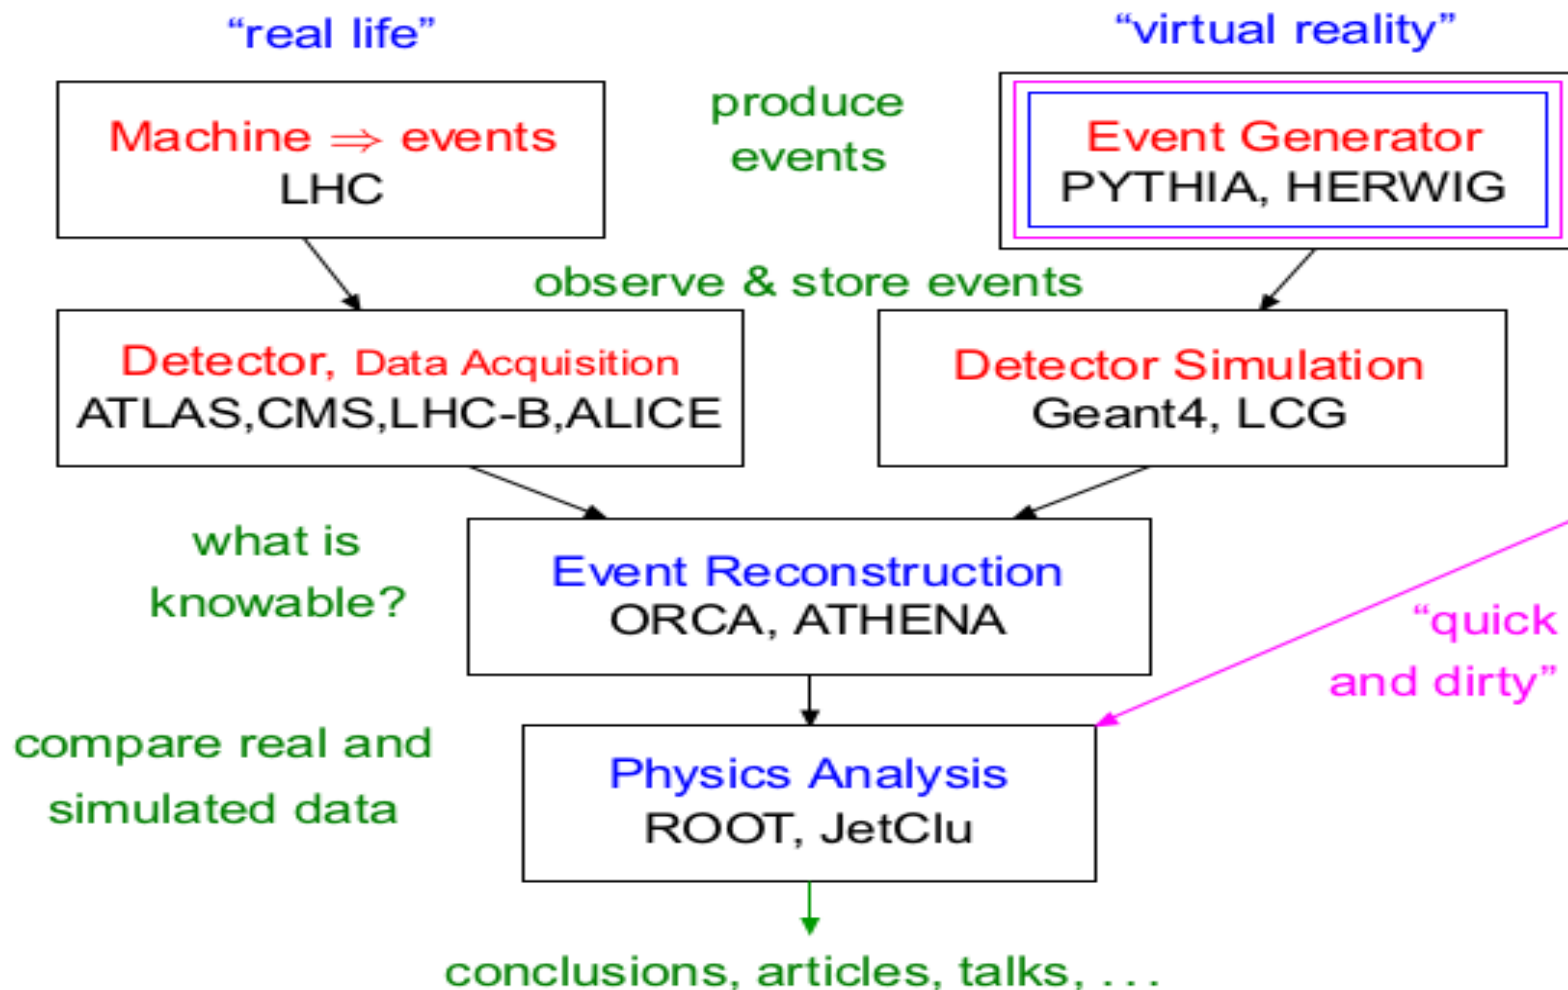 “real life”
“virtual reality”
Machine ⇒ events
LHC
produce
events
Event Generator
PYTHIA, HERWIG
observe & store events
Detector, Data Acquisition
ATLAS,CMS,LHC-B,ALICE
Detector Simulation
Geant4, LCG
what is
knowable?
Event Reconstruction
ORCA, ATHENA
“quick
and dirty”
compare real and
simulated data
Physics Analysis
ROOT, JetClu
conclusions, articles, talks, . . .